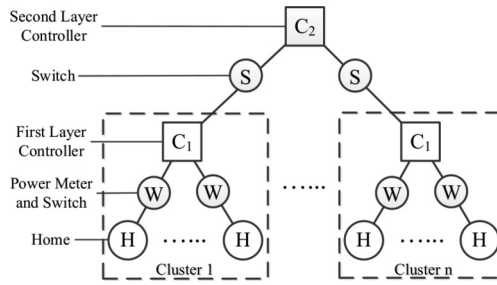 Second Layer
Controller
C2
Switch
S
S
First Layer
Controller
C1
C1
Power Meter
and Switch
W
W
......
W
W
Home
H
......
H
H
......
H
Cluster 1
Cluster n